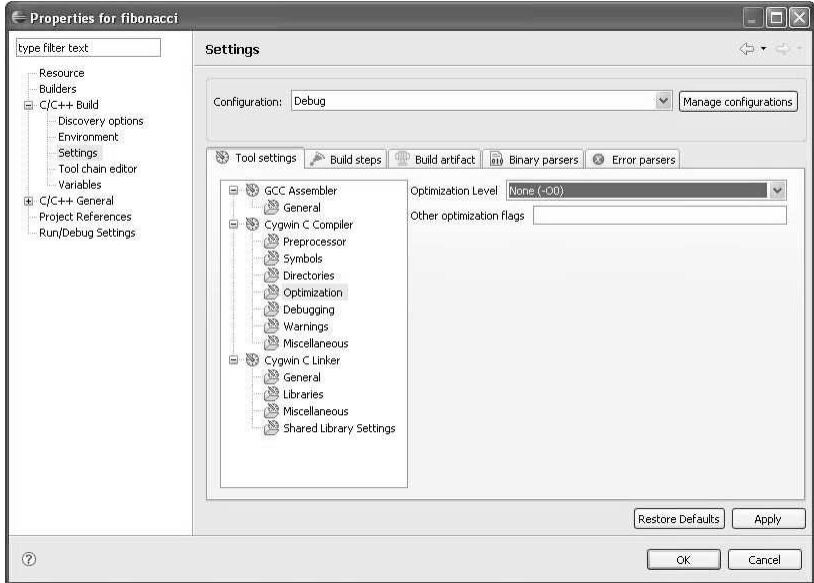 Properties for fibonacci
type filter text
Resource
Builders
C/C++ Build
Discovery options
Environment
Settings
Tool chain editor
Variables
C/C++ General
Project References
Run/Debug Settings
Settings
Configuration: Debug
Manage configurations
Tool settings Build steps Build artifact Binary parsers Error parsers
GCC Assembler
General
Cygwin C Compiler
Preprocessor
Symbols
Directories
Optimization
Debugging
Warnings
Miscellaneous
Cygwin C Linker
General
Libraries
Miscellaneous
Shared Library Settings
Optimization Level None (-O0)
Other optimization flags
Restore Defaults Apply
OK Cancel